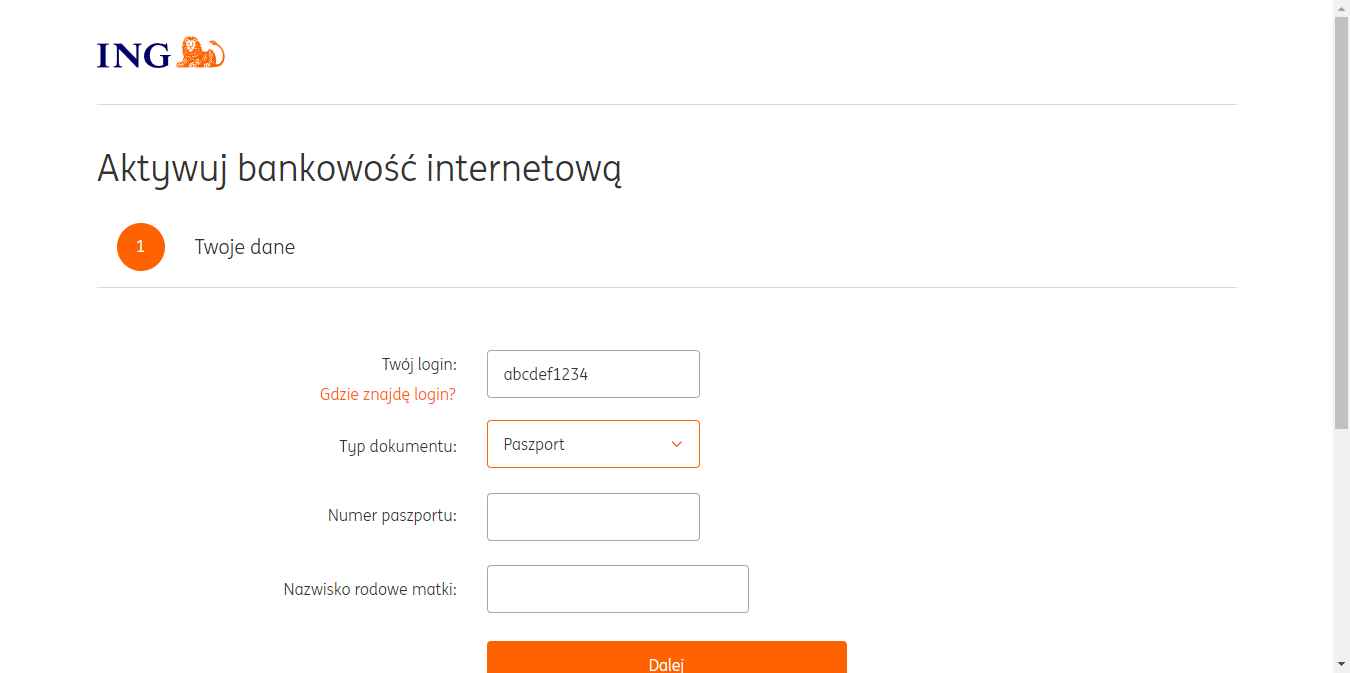 ING
Aktywuj bankowość internetową
1 Twoje dane
Twój login: abcdef1234
Gdzie znajdę login?
Typ dokumentu: Paszport
Numer paszportu:
Nazwisko rodowe matki:
Dalej